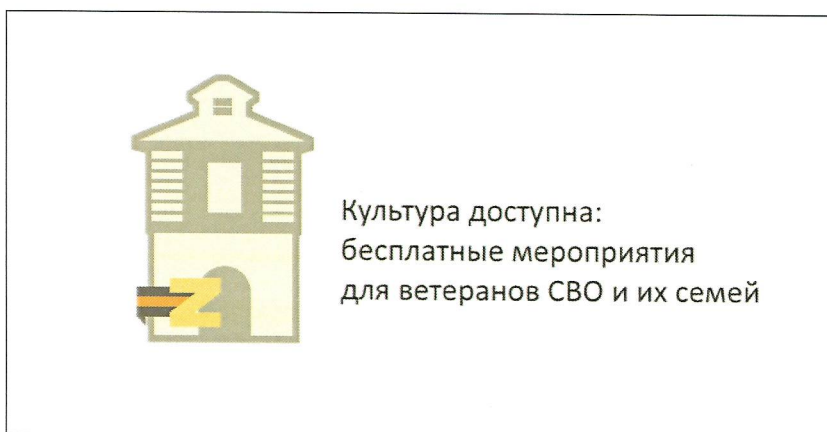 Культура доступна:
бесплатные мероприятия
для ветеранов СВО и их семей
Z